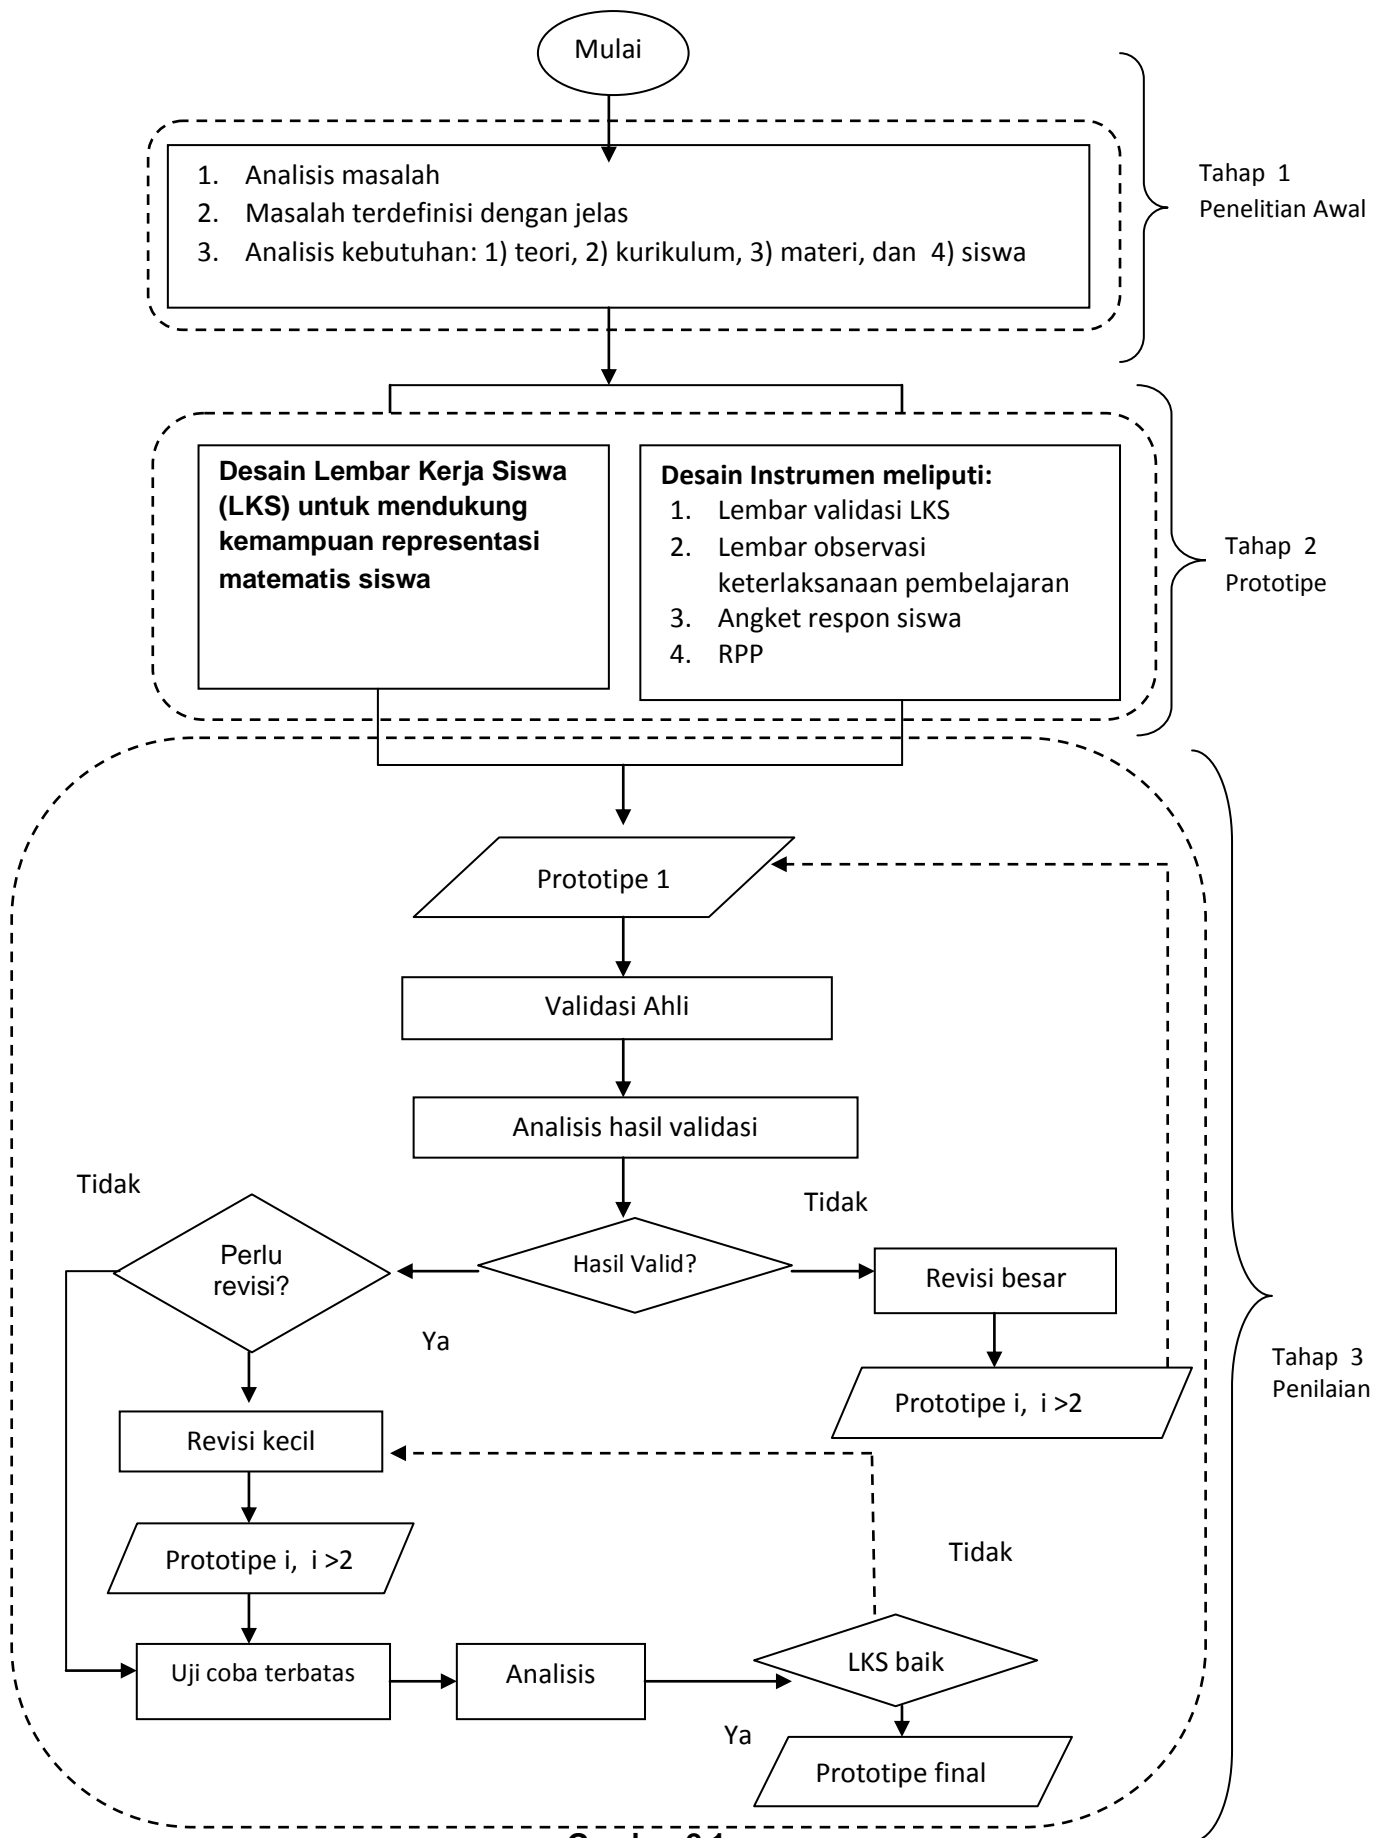 Mulai
1. Analisis masalah
2. Masalah terdefinisi dengan jelas
3. Analisis kebutuhan: 1) teori, 2) kurikulum, 3) materi, dan 4) siswa
Tahap 1
Penelitian Awal
Desain Lembar Kerja Siswa
(LKS) untuk mendukung
kemampuan representasi
matematis siswa
Desain Instrumen meliputi:
1. Lembar validasi LKS
2. Lembar observasi
keterlaksanaan pembelajaran
3. Angket respon siswa
4. RPP
Tahap 2
Prototipe
Prototipe 1
Validasi Ahli
Analisis hasil validasi
Tidak
Tidak
Perlu
revisi?
Hasil Valid?
Revisi besar
Ya
Prototipe i, i >2
Tahap 3
Penilaian
Revisi kecil
Prototipe i, i >2
Tidak
Uji coba terbatas
Analisis
LKS baik
Ya
Prototipe final